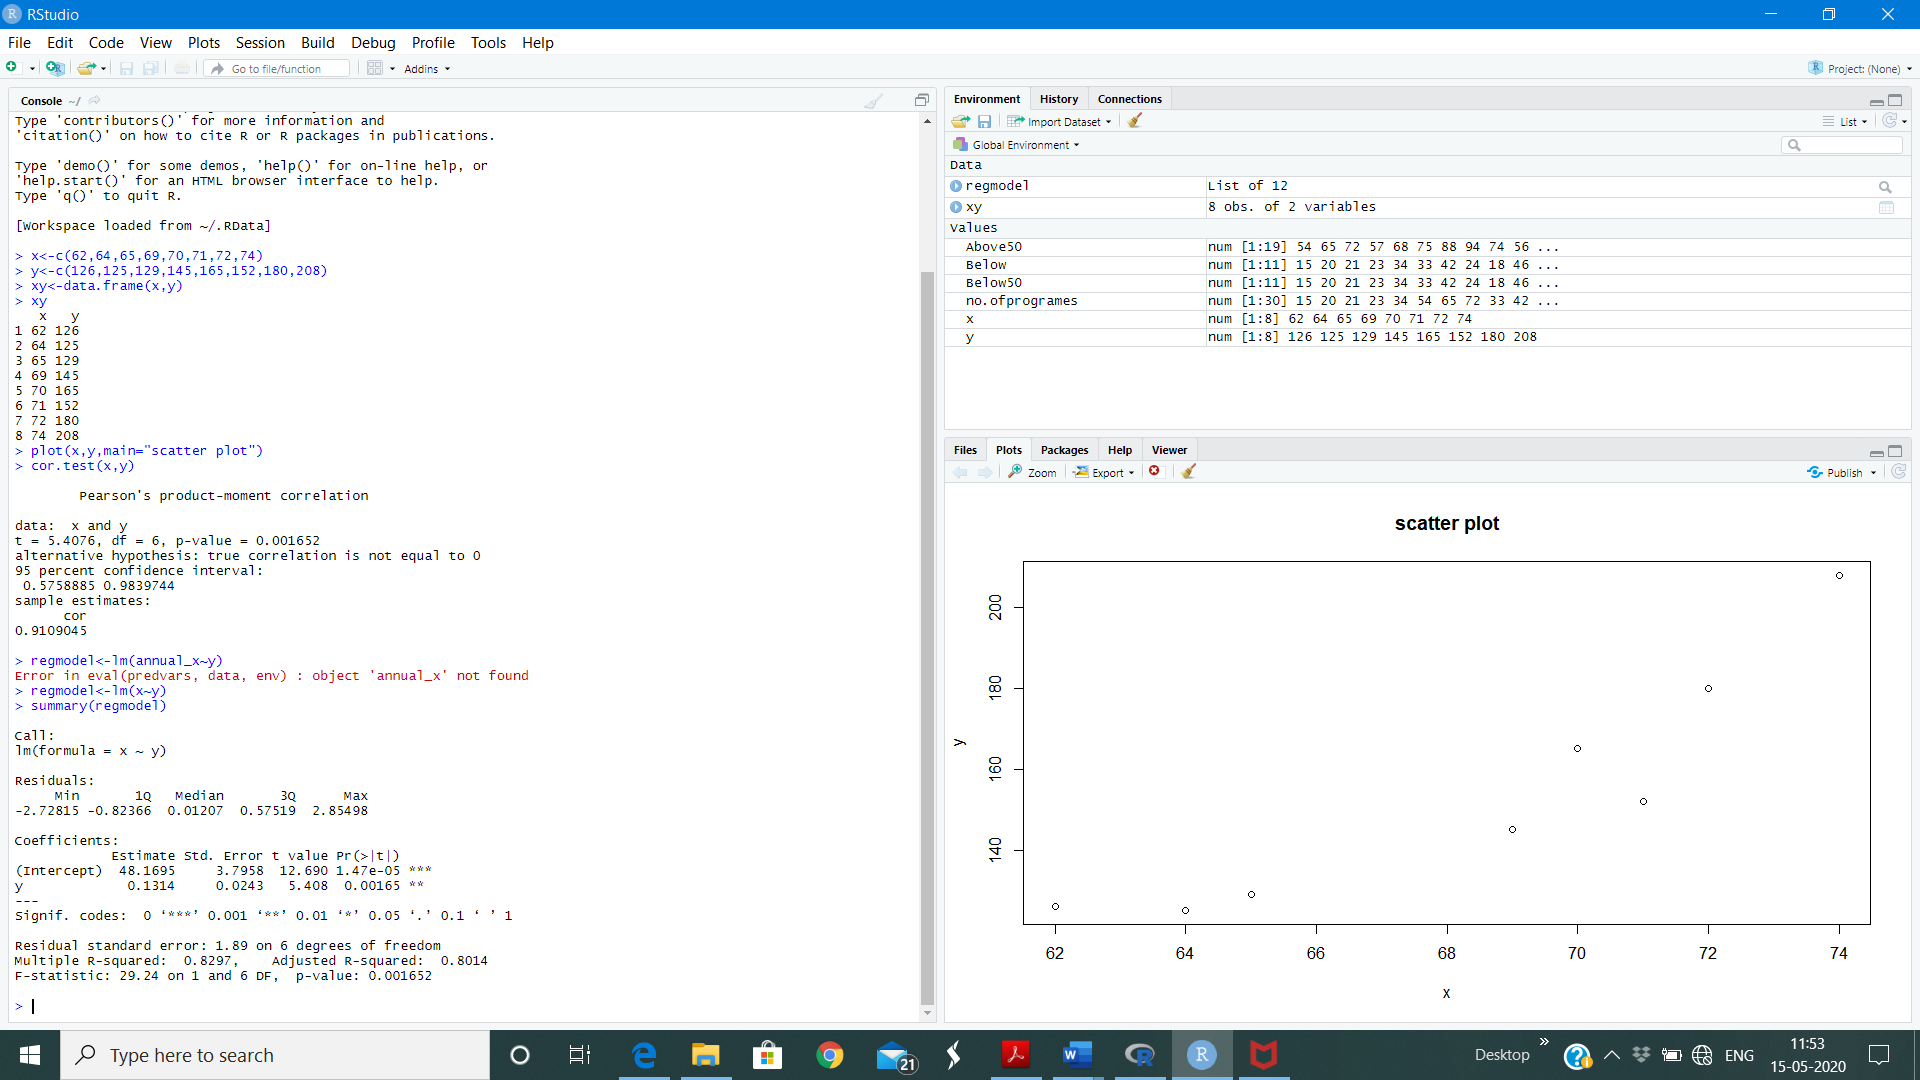 RStudio
File Edit Code View Plots Session Build Debug Profile Tools Help
Go to file/function Addins Project: (None)
Console ~/
Type 'contributors()' for more information and
'citation()' on how to cite R or R packages in publications.
Type 'demo()' for some demos, 'help()' for on-line help, or
'help.start()' for an HTML browser interface to help.
Type 'q()' to quit R.
[Workspace loaded from ~/.RData]
> x<-c(62,64,65,69,70,71,72,74)
> y<-c(126,125,129,145,165,152,180,208)
> xy<-data.frame(x,y)
> xy
x y
1 62 126
2 64 125
3 65 129
4 69 145
5 70 165
6 71 152
7 72 180
8 74 208
> plot(x,y,main="scatter plot")
> cor.test(x,y)
Pearson's product-moment correlation
data: x and y
t = 5.4076, df = 6, p-value = 0.001652
alternative hypothesis: true correlation is not equal to 0
95 percent confidence interval:
0.5758885 0.9839744
sample estimates:
cor
0.9109045
> regmodel<-lm(annual_x~y)
Error in eval(predvars, data, env) : object 'annual_x' not found
> regmodel<-lm(x~y)
> summary(regmodel)
Call:
lm(formula = x ~ y)
Residuals:
Min 1Q Median 3Q Max
-2.72815 -0.82366 0.01207 0.57519 2.85498
Coefficients:
Estimate Std. Error t value Pr(>|t|)
(Intercept) 48.1695 3.7958 12.690 1.47e-05 ***
y 0.1314 0.0243 5.408 0.00165 **
---
Signif. codes: 0 ‘***’ 0.001 ‘**’ 0.01 ‘*’ 0.05 ‘.’ 0.1 ‘ ’ 1
Residual standard error: 1.89 on 6 degrees of freedom
Multiple R-squared: 0.8297, Adjusted R-squared: 0.8014
F-statistic: 29.24 on 1 and 6 DF, p-value: 0.001652
>
Environment History Connections
Import Dataset List
Global Environment
Data
regmodel List of 12
xy 8 obs. of 2 variables
Values
Above50 num [1:19] 54 65 72 57 68 75 88 94 74 56 ...
Below num [1:11] 15 20 21 23 34 33 42 24 18 46 ...
Below50 num [1:11] 15 20 21 23 34 33 42 24 18 46 ...
no.ofprogrames num [1:30] 15 20 21 23 34 54 65 72 33 42 ...
x num [1:8] 62 64 65 69 70 71 72 74
y num [1:8] 126 125 129 145 165 152 180 208
Files Plots Packages Help Viewer
Zoom Export Publish
scatter plot
200
180
160
140
y
62 64 66 68 70 72 74
x
Type here to search
21
Desktop
ENG
11:53
15-05-2020